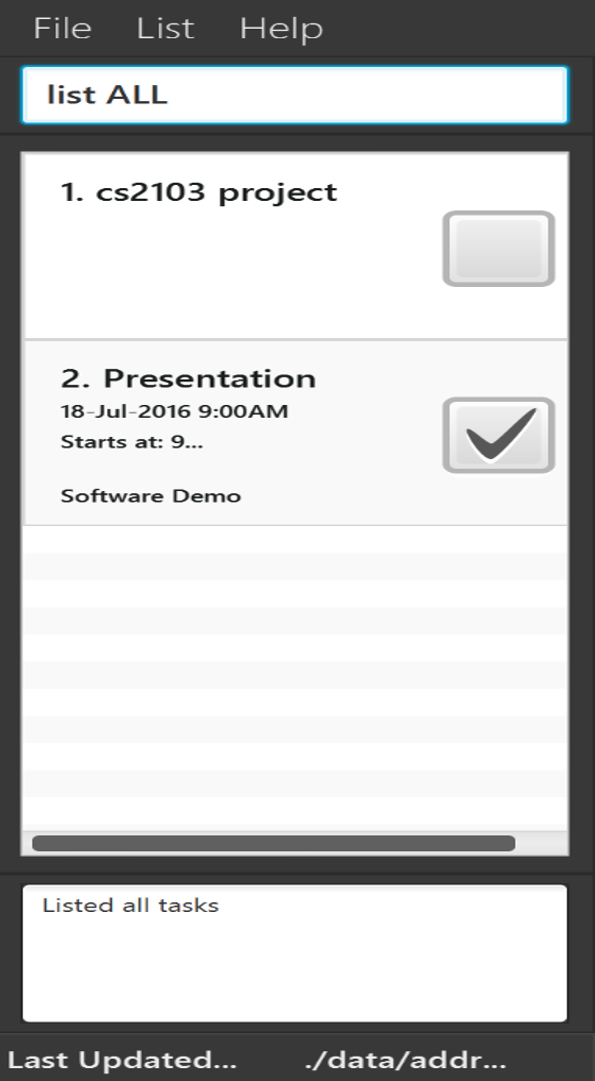 File List Help
list ALL
1. cs2103 project
2. Presentation
18-Jul-2016 9:00AM
Starts at: 9...
Software Demo
Listed all tasks
Last Updated... ./data/addr...